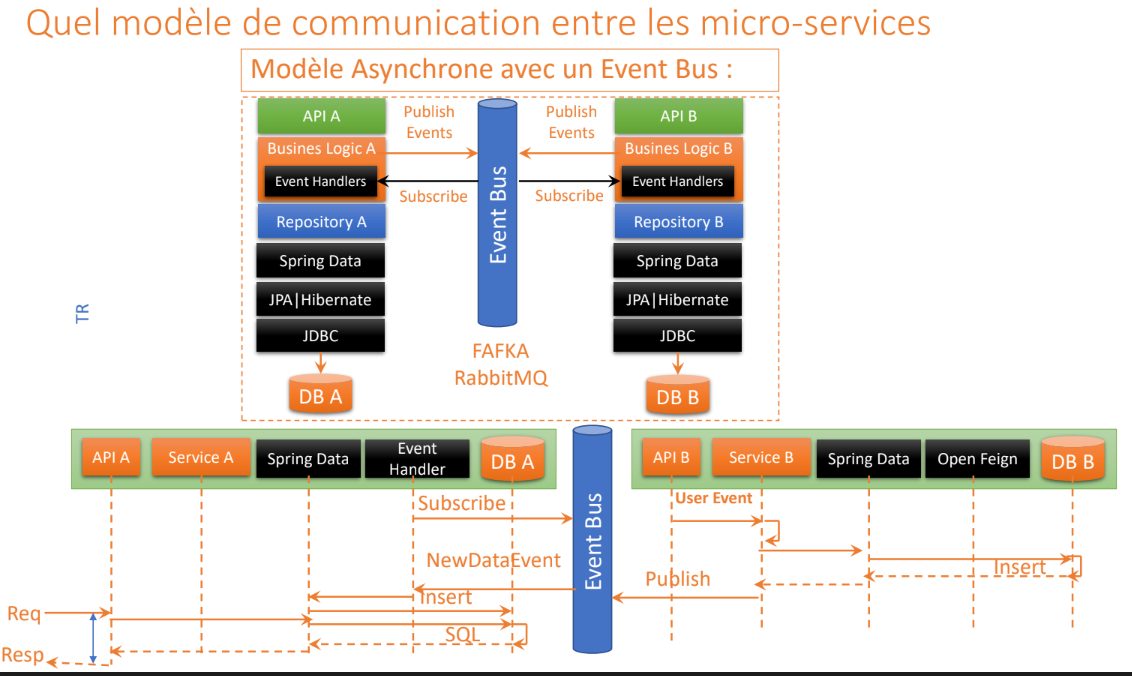 Quel modèle de communication entre les micro-services
Modèle Asynchrone avec un Event Bus :
API A
Publish
Events
Publish
Events
API B
Busines Logic A
Busines Logic B
Event Handlers
Event Handlers
Subscribe
Subscribe
Event Bus
Repository A
Repository B
Spring Data
Spring Data
JPA|Hibernate
JPA|Hibernate
TR
JDBC
JDBC
FAFKA
RabbitMQ
DB A
DB B
API A
Service A
Spring Data
Event
Handler
DB A
API B
Service B
Spring Data
Open Feign
DB B
User Event
Subscribe
Event Bus
NewDataEvent
Insert
Publish
Insert
Req
SQL
Resp